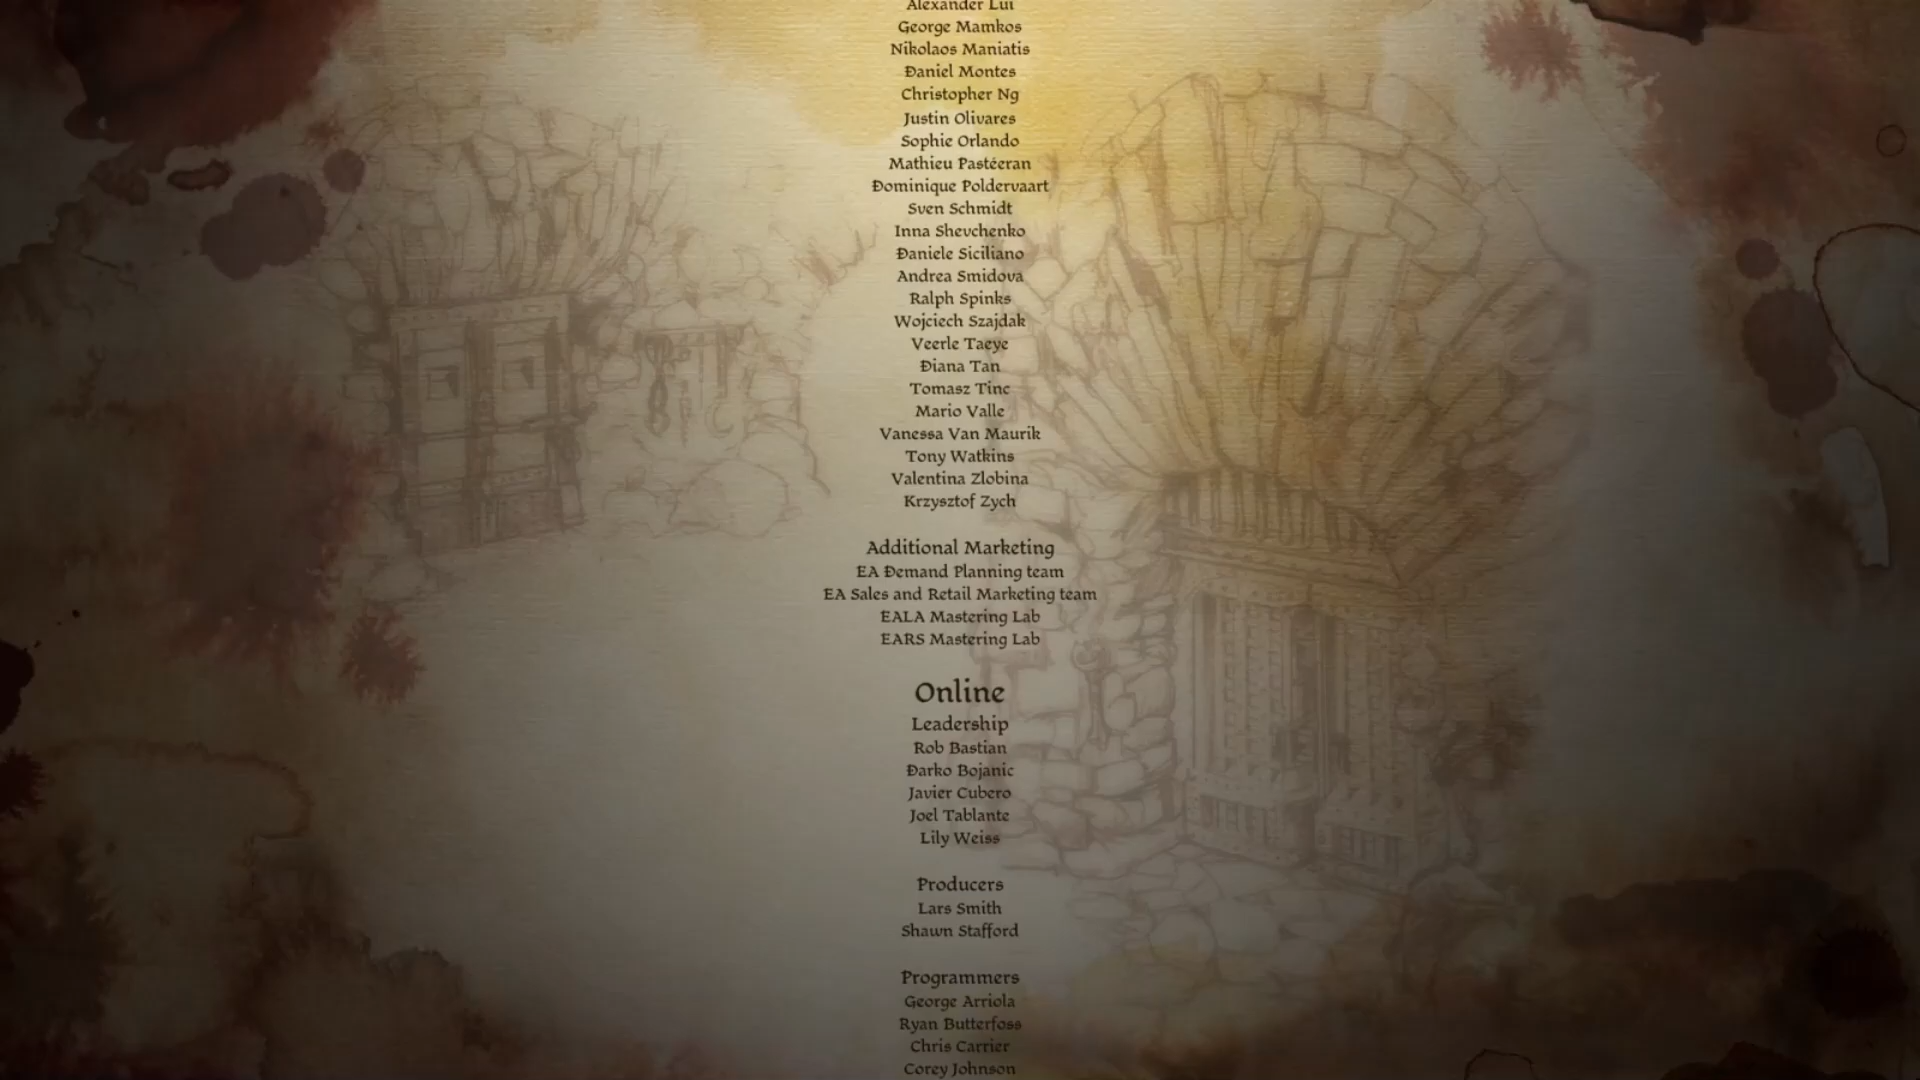 Alexander Lui
George Mamkos
Nikolaos Maniatis
Daniel Montes
Christopher Ng
Justin Olivares
Sophie Orlando
Mathieu Pastéeran
Dominique Poldervaart
Sven Schmidt
Inna Shevchenko
Daniele Siciliano
Andrea Smidova
Ralph Spinks
Wojciech Szajdak
Veerle Taeye
Diana Tan
Tomasz Tinc
Mario Valle
Vanessa Van Maurik
Tony Watkins
Valentina Zlobina
Krzysztof Zych
Additional Marketing
EA Demand Planning team
EA Sales and Retail Marketing team
EALA Mastering Lab
EARS Mastering Lab
Online
Leadership
Rob Bastian
Darko Bojanic
Javier Cubero
Joel Tablante
Lily Weiss
Producers
Lars Smith
Shawn Stafford
Programmers
George Arriola
Ryan Butterfoss
Chris Carrier
Corey Johnson